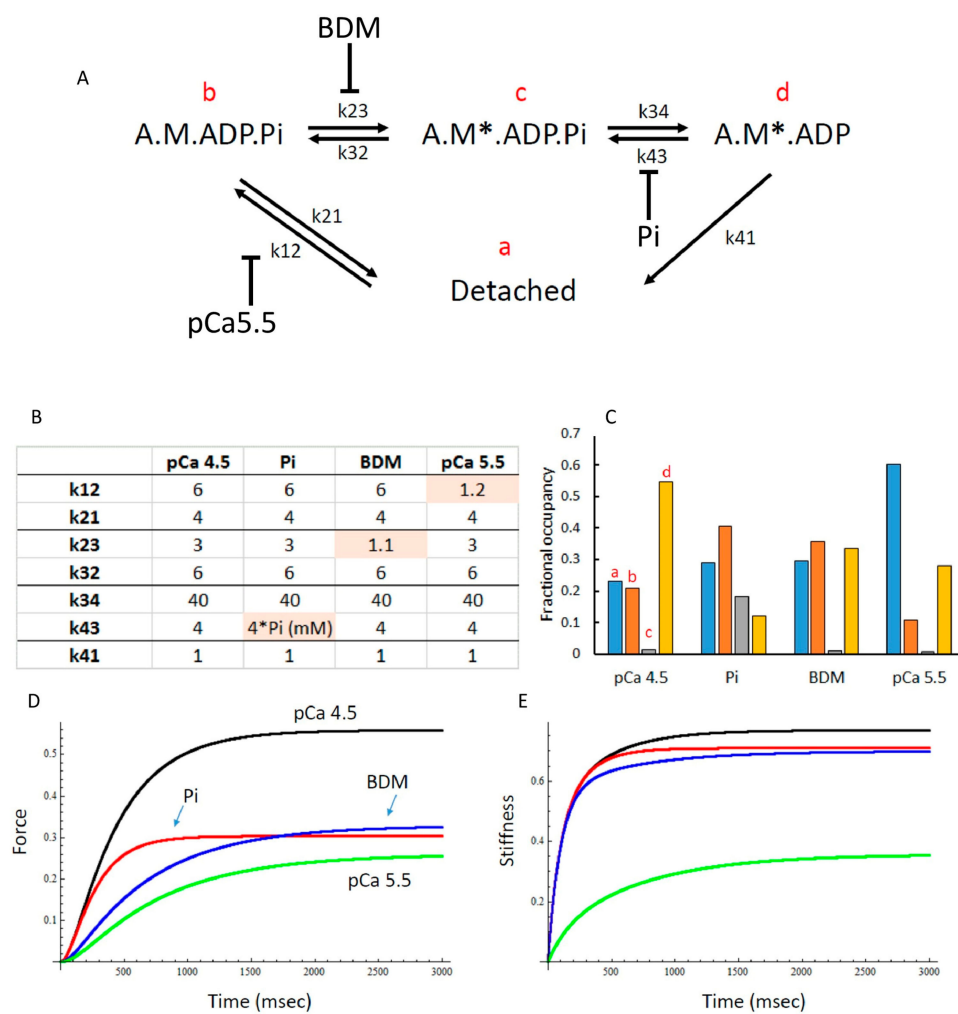 BDM
A
b
c
d
k23
k34
A.M.ADP.Pi
A.M*.ADP.Pi
A.M*.ADP
k32
k43
k21
k12
a
Pi
k41
Detached
pCa5.5
B
pCa 4.5 Pi BDM pCa 5.5
k12 6 6 6 1.2
k21 4 4 4 4
k23 3 3 1.1 3
k32 6 6 6 6
k34 40 40 40 40
k43 4 4*Pi (mM) 4 4
k41 1 1 1 1
C
Fractional occupancy
0.7
0.6
0.5
0.4
0.3
0.2
0.1
0
a
b
c
d
pCa 4.5 Pi BDM pCa 5.5
D
Force
0.5
0.4
0.3
0.2
0.1
pCa 4.5
Pi
BDM
pCa 5.5
500 1000 1500 2000 2500 3000
Time (msec)
E
Stiffness
0.6
0.4
0.2
500 1000 1500 2000 2500 3000
Time (msec)